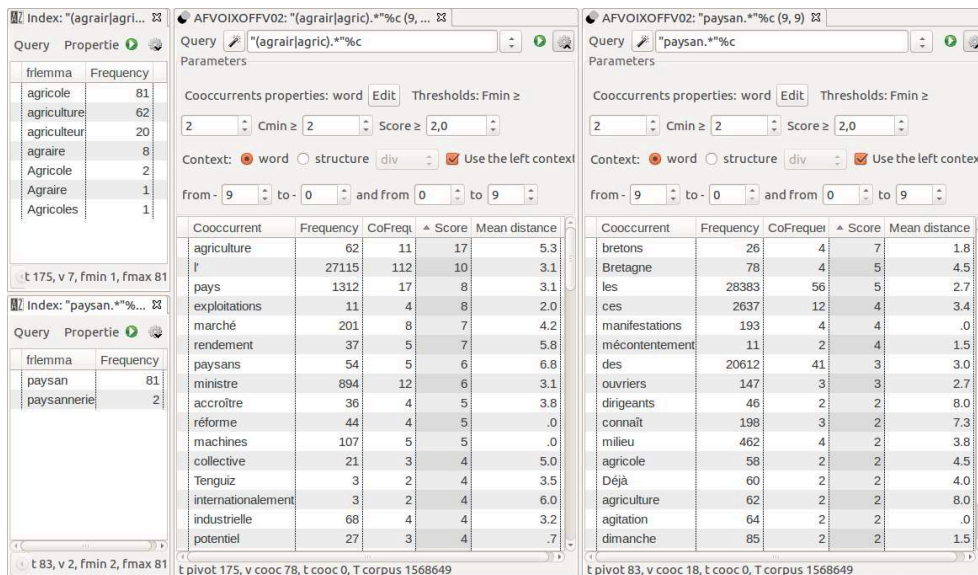 Index: "(agrair|agri...
Query Propertie
frlemma Frequency
agricole 81
agriculture 62
agriculteur 20
agraire 8
Agricole 2
Agraire 1
Agricoles 1
t 175, v 7, fmin 1, fmax 81
Index: "paysan.*"%...
Query Propertie
frlemma Frequency
paysan 81
paysannerie 2
t 83, v 2, fmin 2, fmax 81
AFVOIXOFFV02: "(agrair|agric).*"%c (9, ...
Query "(agrair|agric).*"%c
Parameters
Cooccurrents properties: word Edit Thresholds: Fmin ≥
2 Cmin ≥ 2 Score ≥ 2,0
Context: word structure div Use the left context
from - 9 to - 0 and from 0 to 9
Cooccurrent Frequency CoFrequ Score Mean distance
agriculture 62 11 17 5.3
l' 27115 112 10 3.1
pays 1312 17 8 3.1
exploitations 11 4 8 2.0
marché 201 8 7 4.2
rendement 37 5 7 5.8
paysans 54 5 6 6.8
ministre 894 12 6 3.1
accroître 36 4 5 3.8
réforme 44 4 5 .0
machines 107 5 5 .0
collective 21 3 4 5.0
Tenguiz 3 2 4 3.5
internationalement 3 2 4 6.0
industrielle 68 4 4 3.2
potentiel 27 3 4 .7
t pivot 175, v cooc 78, t cooc 0, T corpus 1568649
AFVOIXOFFV02: "paysan.*"%c (9, 9)
Query "paysan.*"%c
Parameters
Cooccurrents properties: word Edit Thresholds: Fmin ≥
2 Cmin ≥ 2 Score ≥ 2,0
Context: word structure div Use the left contex
from - 9 to - 0 and from 0 to 9
Cooccurrent Frequency CoFrequer Score Mean distance
bretons 26 4 7 1.8
Bretagne 78 4 5 4.5
les 28383 56 5 2.7
ces 2637 12 4 3.4
manifestations 193 4 4 .0
mécontentement 11 2 4 1.5
des 20612 41 3 3.0
ouvriers 147 3 3 2.7
dirigeants 46 2 2 8.0
connaît 198 3 2 7.3
milieu 462 4 2 3.8
agricole 58 2 2 4.5
Déjà 60 2 2 4.0
agriculture 62 2 2 8.0
agitation 64 2 2 .0
dimanche 85 2 2 1.5
t pivot 83, v cooc 18, t cooc 0, T corpus 1568649